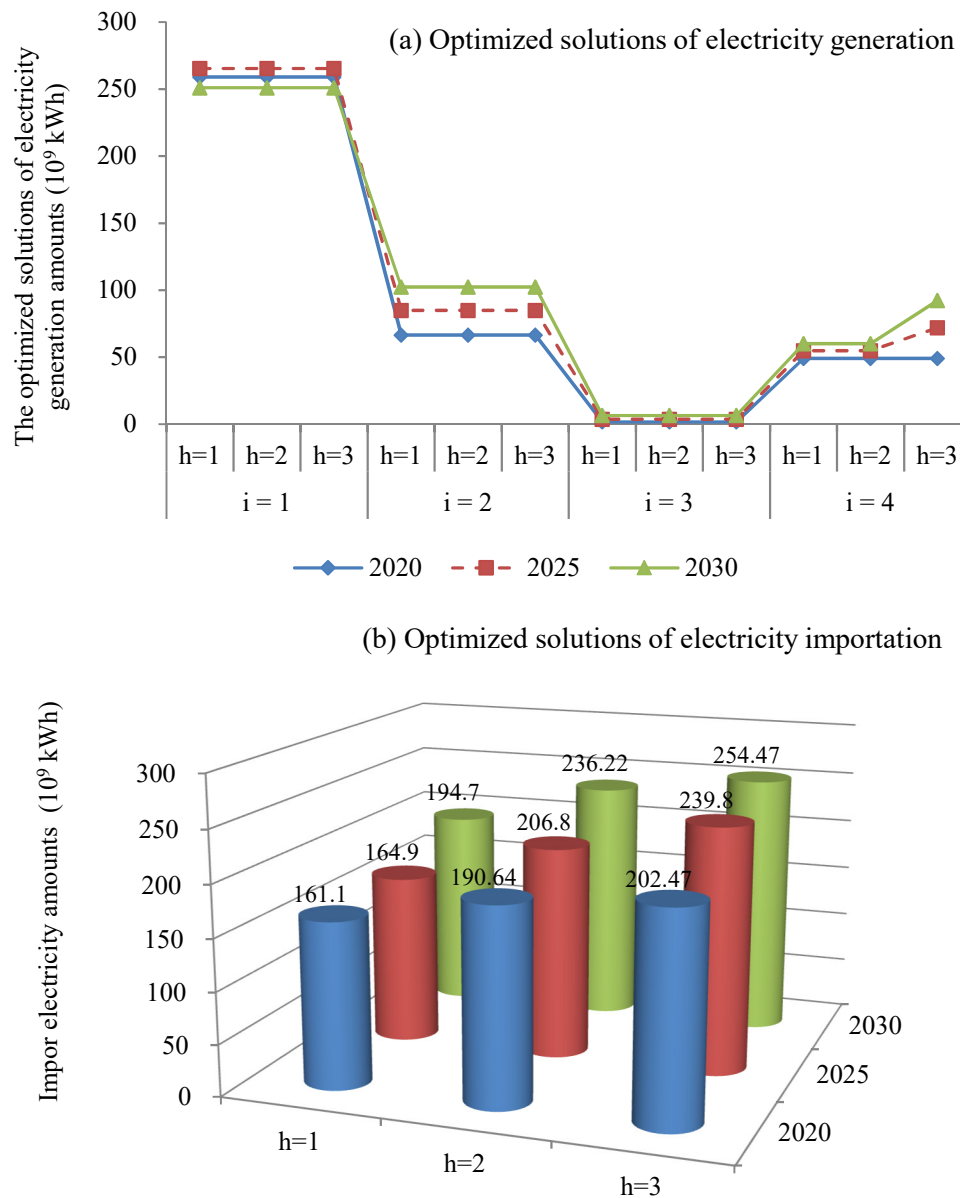 (a) Optimized solutions of electricity generation
The optimized solutions of electricity
generation amounts (10⁹ kWh)
300
250
200
150
100
50
0
h=1 h=2 h=3 h=1 h=2 h=3 h=1 h=2 h=3 h=1 h=2 h=3
i = 1 i = 2 i = 3 i = 4
2020 2025 2030
(b) Optimized solutions of electricity importation
Impor electricity amounts (10⁹ kWh)
300
250
200
150
100
50
0
194.7 236.22 254.47
164.9 206.8 239.8
161.1 190.64 202.47
2030
2025
2020
h=1
h=2
h=3